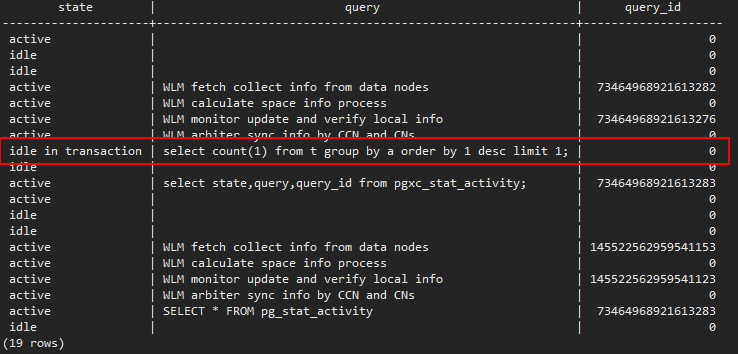 state | query | query_id
active | | 0
idle | | 0
idle | | 0
active | WLM fetch collect info from data nodes | 73464968921613282
active | WLM calculate space info process | 0
active | WLM monitor update and verify local info | 73464968921613276
active | WLM arbiter sync info by CCN and CNs | 0
idle in transaction | select count(1) from t group by a order by 1 desc limit 1; | 0
idle | | 0
active | select state,query,query_id from pgxc_stat_activity; | 73464968921613283
active | | 0
idle | | 0
idle | | 0
active | WLM fetch collect info from data nodes | 145522562959541153
active | WLM calculate space info process | 0
active | WLM monitor update and verify local info | 145522562959541123
active | WLM arbiter sync info by CCN and CNs | 0
active | SELECT * FROM pg_stat_activity | 73464968921613283
idle | | 0
(19 rows)